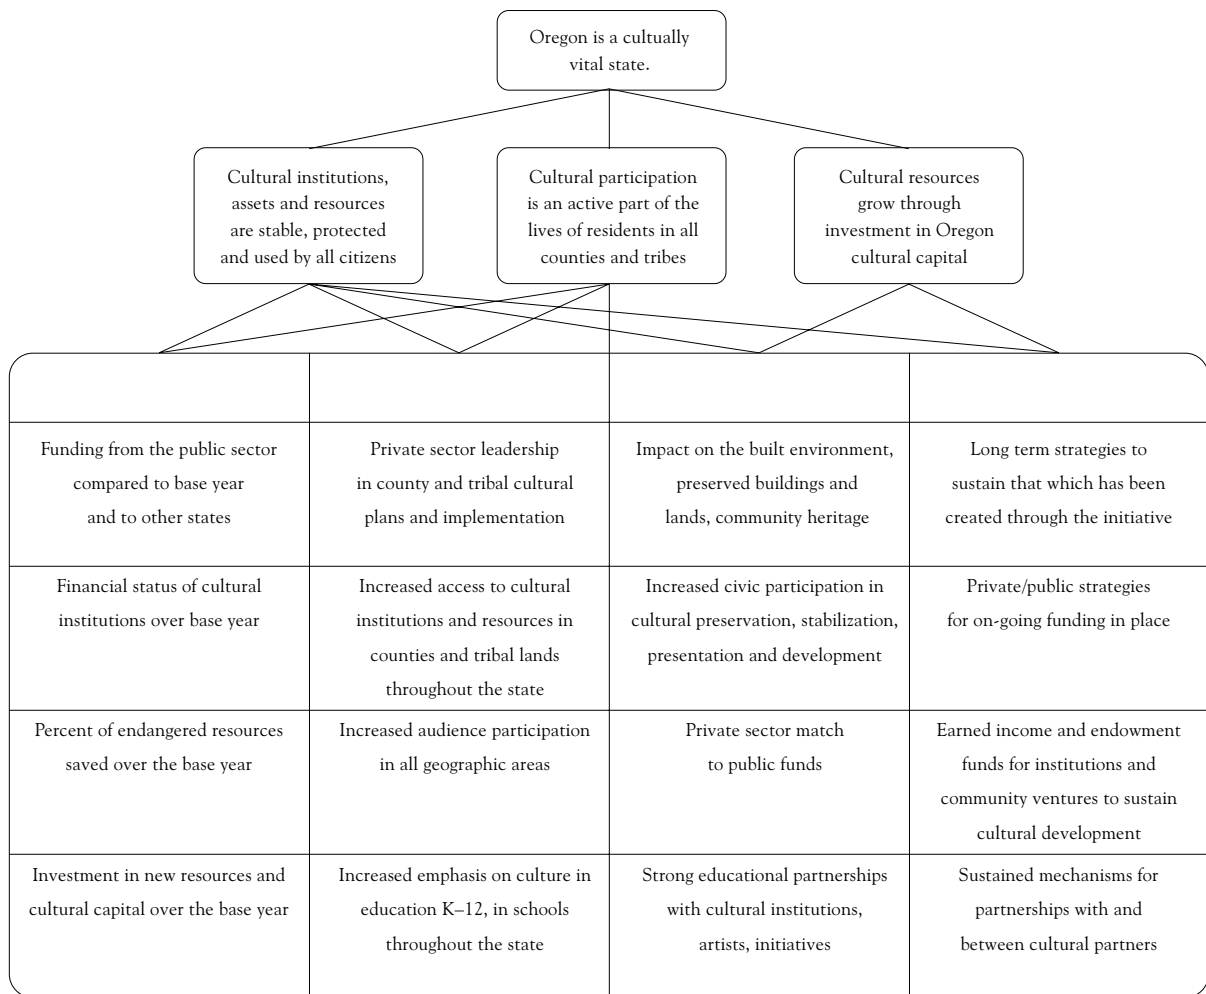 Oregon is a cultually
vital state.
Cultural institutions,
assets and resources
are stable, protected
and used by all citizens
Cultural participation
is an active part of the
lives of residents in all
counties and tribes
Cultural resources
grow through
investment in Oregon
cultural capital
Funding from the public sector
compared to base year
and to other states
Private sector leadership
in county and tribal cultural
plans and implementation
Impact on the built environment,
preserved buildings and
lands, community heritage
Long term strategies to
sustain that which has been
created through the initiative
Financial status of cultural
institutions over base year
Increased access to cultural
institutions and resources in
counties and tribal lands
throughout the state
Increased civic participation in
cultural preservation, stabilization,
presentation and development
Private/public strategies
for on-going funding in place
Percent of endangered resources
saved over the base year
Increased audience participation
in all geographic areas
Private sector match
to public funds
Earned income and endowment
funds for institutions and
community ventures to sustain
cultural development
Investment in new resources and
cultural capital over the base year
Increased emphasis on culture in
education K–12, in schools
throughout the state
Strong educational partnerships
with cultural institutions,
artists, initiatives
Sustained mechanisms for
partnerships with and
between cultural partners